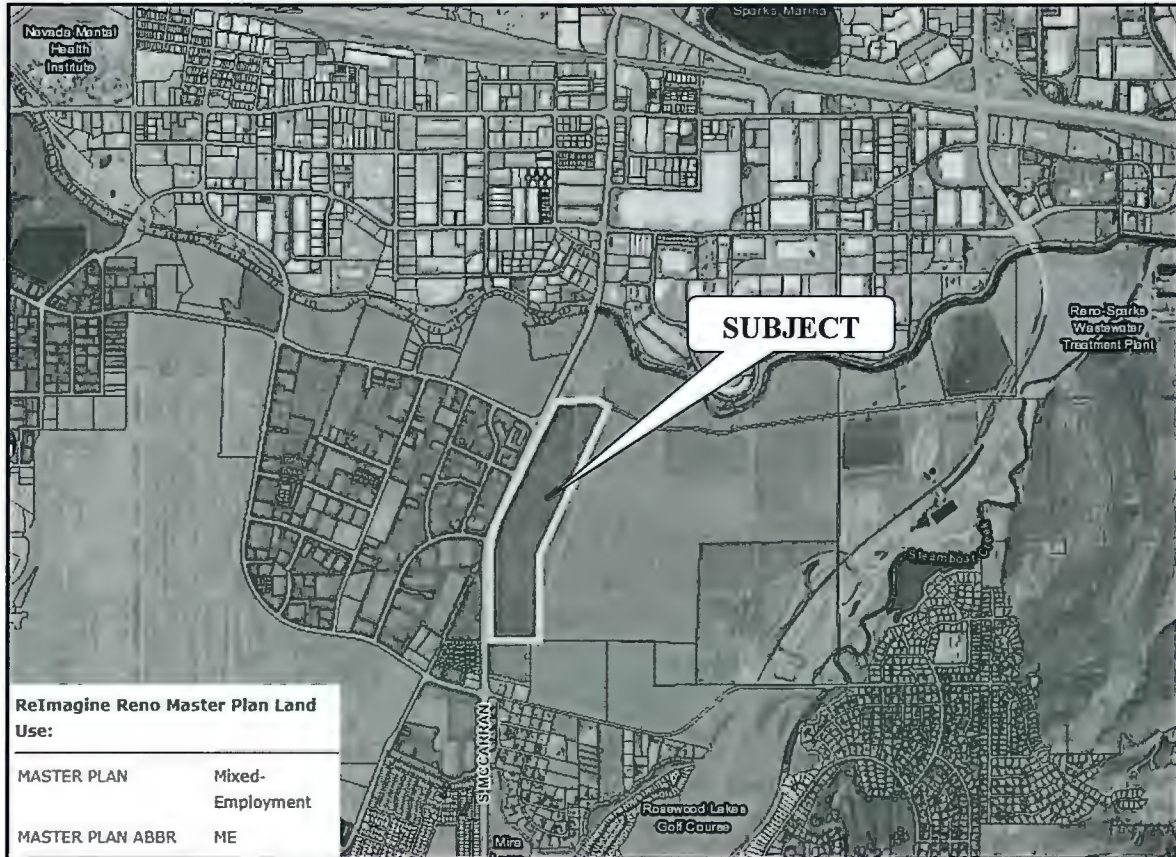 Sparks Marina
Nevada Mental
Health
Institute
SUBJECT
Reno-Sparks
Wastewater
Treatment Plant
Steamboat
Creek
ReImagine Reno Master Plan Land
Use:
MASTER PLAN Mixed-
Employment
MASTER PLAN ABBR ME
S MCCARRAN
Rosewood Lakes
Golf Course
Mira